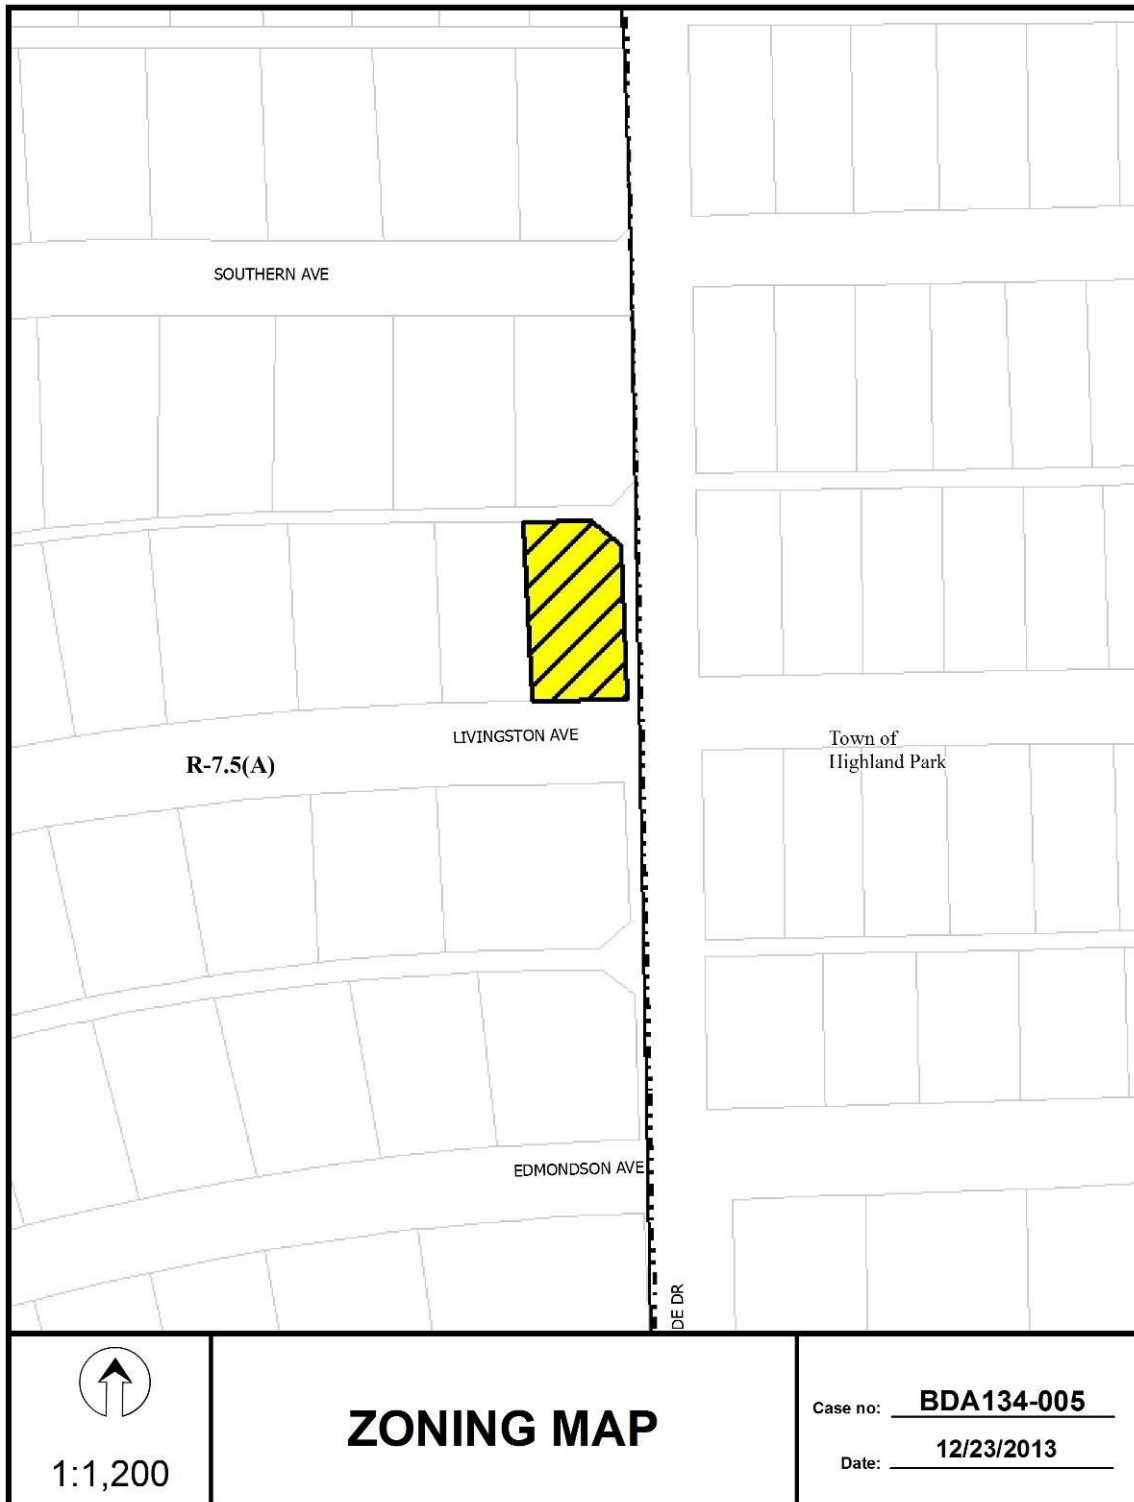 SOUTHERN AVE
LIVINGSTON AVE
R-7.5(A)
Town of
Highland Park
EDMONDSON AVE
DE DR
1:1,200
ZONING MAP
Case no: BDA134-005
Date: 12/23/2013